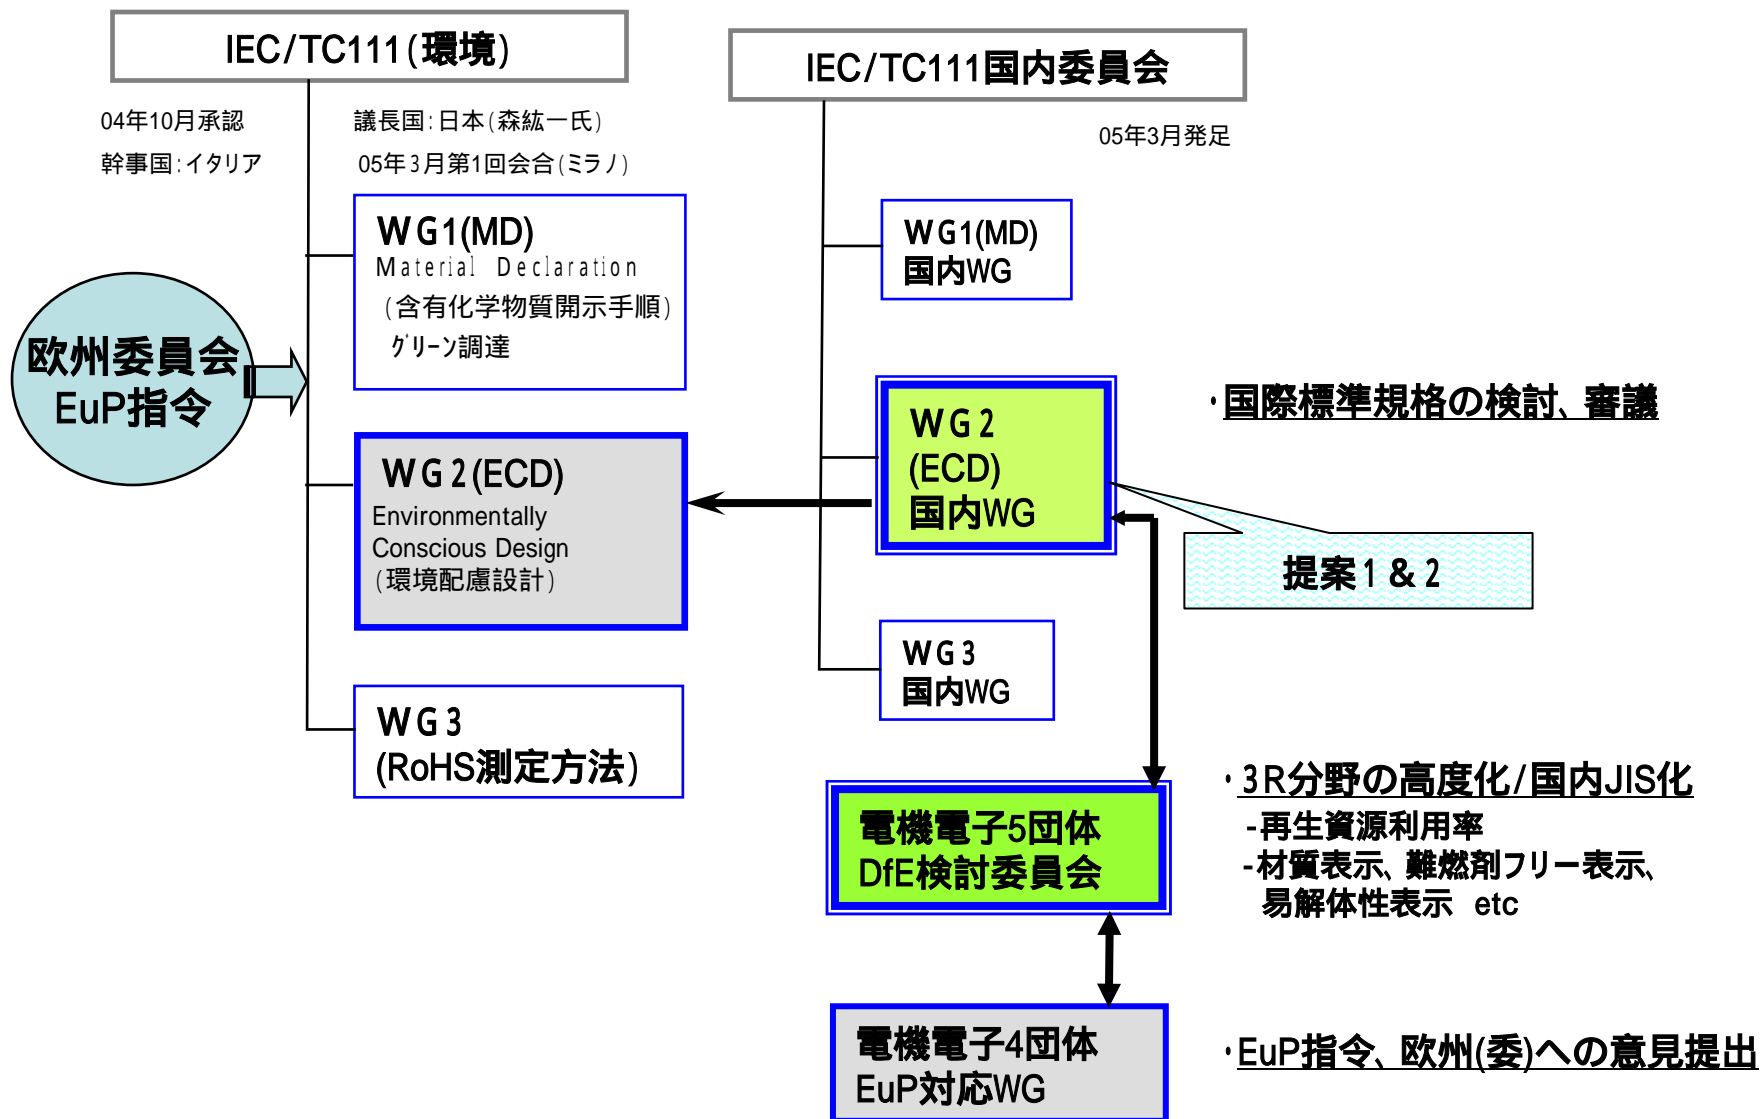 IEC/TC111(環境)
04年10月承認
幹事国:イタリア
議長国:日本(森紘一氏)
05年3月第1回会合(ミラノ)
WG1(MD)
Material Declaration
(含有化学物質開示手順)
グリーン調達
欧州委員会
EuP指令
WG2(ECD)
Environmentally
Conscious Design
(環境配慮設計)
WG3
(RoHS測定方法)
IEC/TC111国内委員会
05年3月発足
WG1(MD)
国内WG
WG2
(ECD)
国内WG
・国際標準規格の検討、審議
提案1&2
WG3
国内WG
電機電子5団体
DfE検討委員会
・3R分野の高度化/国内JIS化
-再生資源利用率
-材質表示、難燃剤フリー表示、
易解体性表示 etc
電機電子4団体
EuP対応WG
・EuP指令、欧州(委)への意見提出